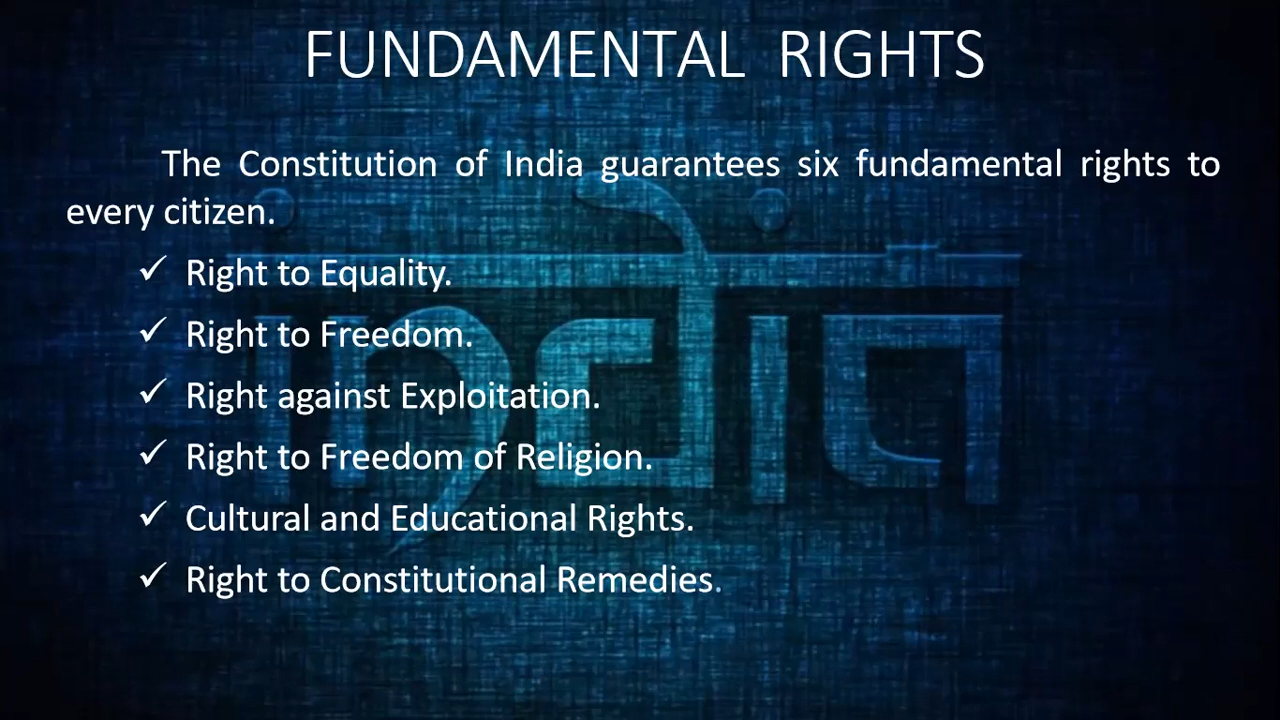 FUNDAMENTAL RIGHTS
The Constitution of India guarantees six fundamental rights to
every citizen.
✓ Right to Equality.
✓ Right to Freedom.
✓ Right against Exploitation.
✓ Right to Freedom of Religion.
✓ Cultural and Educational Rights.
✓ Right to Constitutional Remedies.